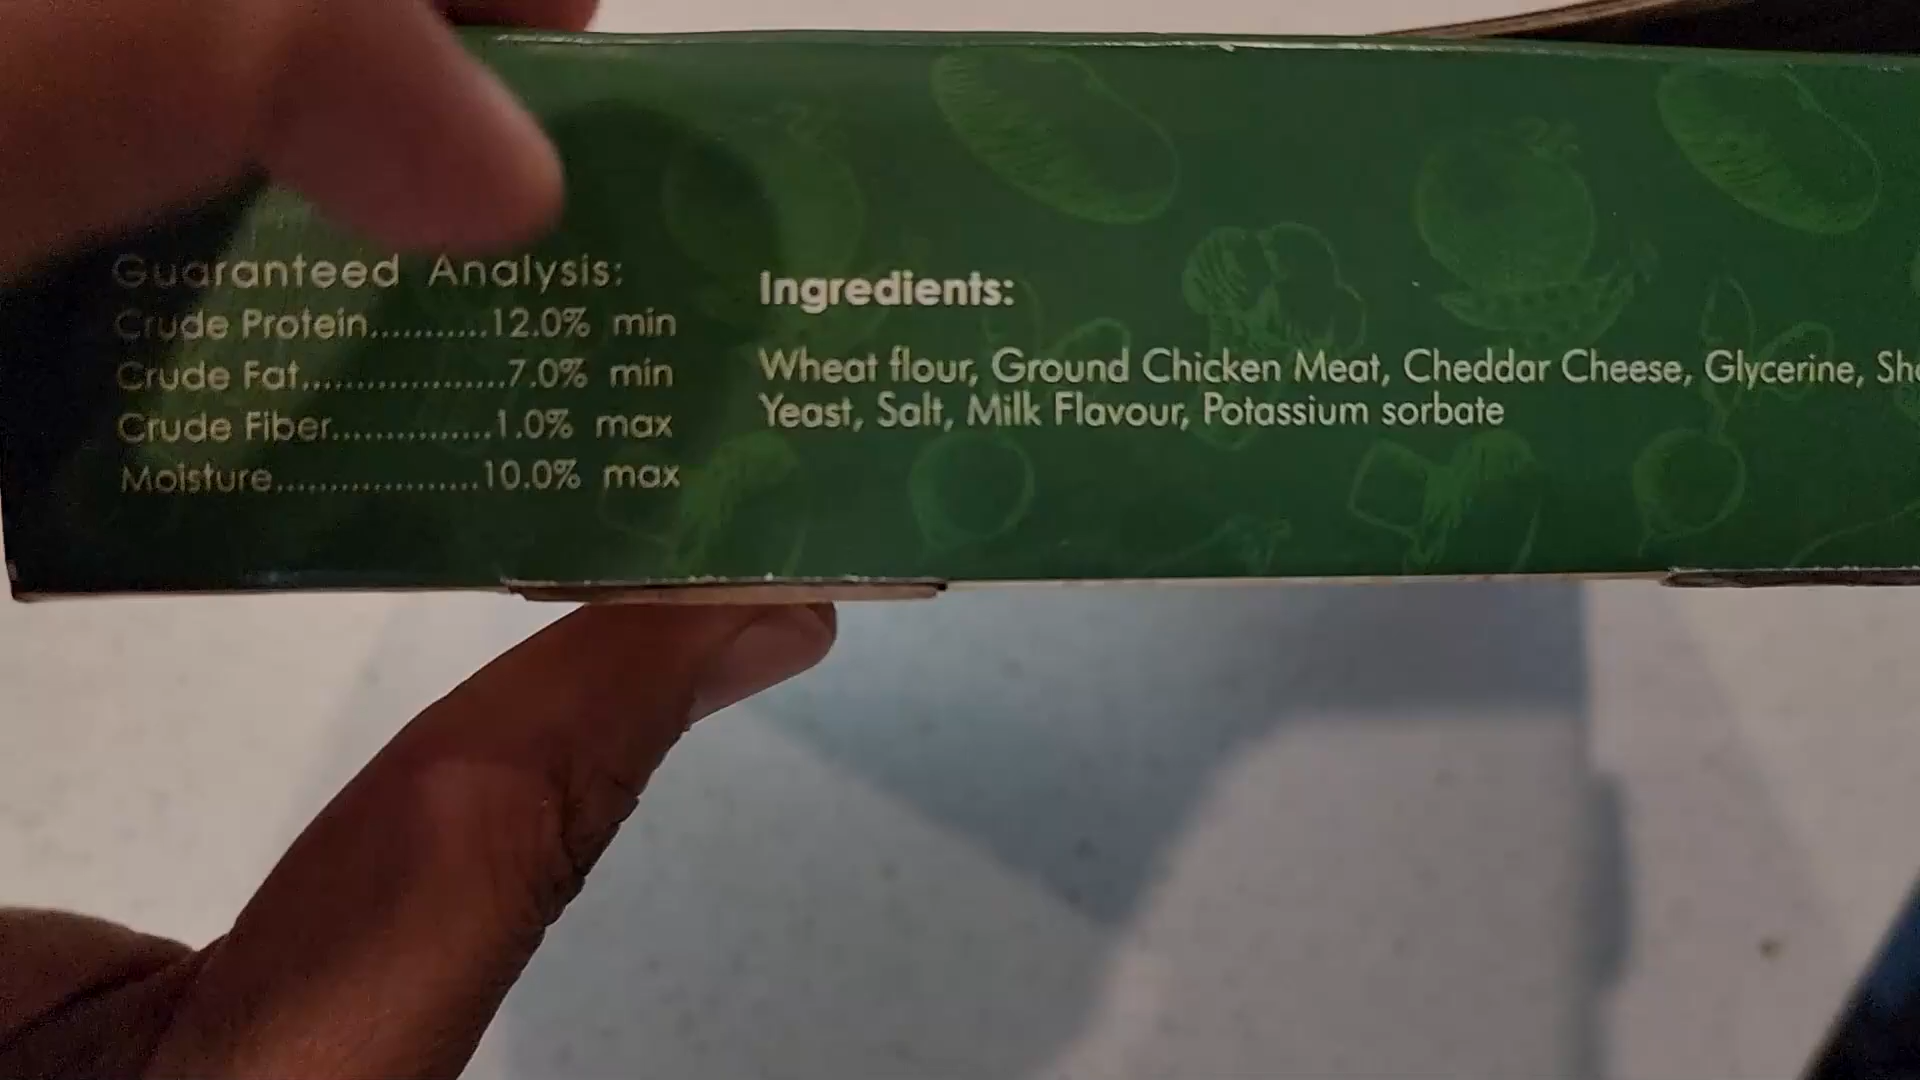 Guaranteed Analysis:
Crude Protein...........12.0% min
Crude Fat...................7.0% min
Crude Fiber...............1.0% max
Moisture...................10.0% max
Ingredients:
Wheat flour, Ground Chicken Meat, Cheddar Cheese, Glycerine,
Yeast, Salt, Milk Flavour, Potassium sorbate